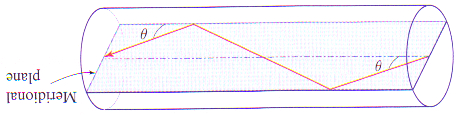 θ
θ
Meridional
plane